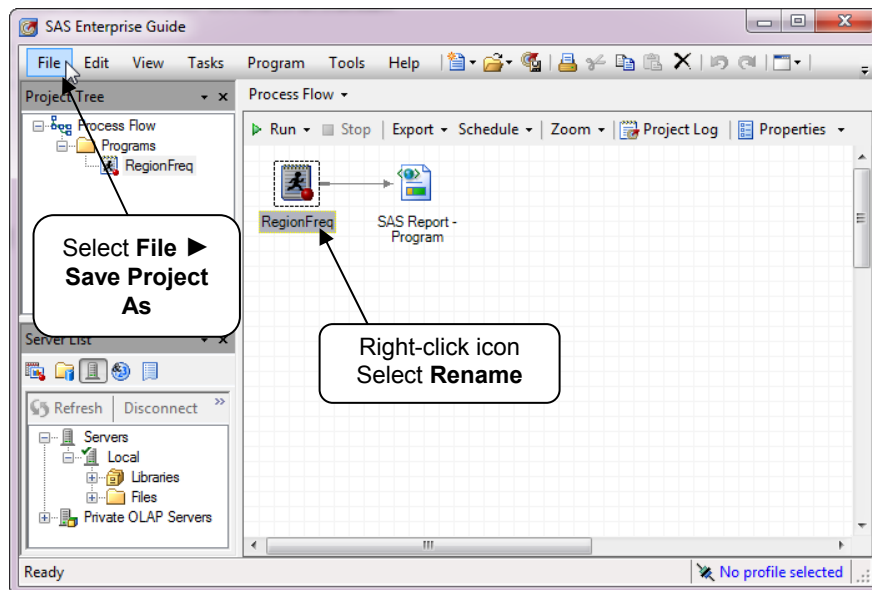 SAS Enterprise Guide
File Edit View Tasks Program Tools Help
Project Tree
Process Flow
Process Flow
Programs
RegionFreq
Run Stop Export Schedule Zoom Project Log Properties
RegionFreq
SAS Report -
Program
Select File ►
Save Project
As
Right-click icon
Select Rename
Server List
Refresh Disconnect »
Servers
Local
Libraries
Files
Private OLAP Servers
Ready
No profile selected